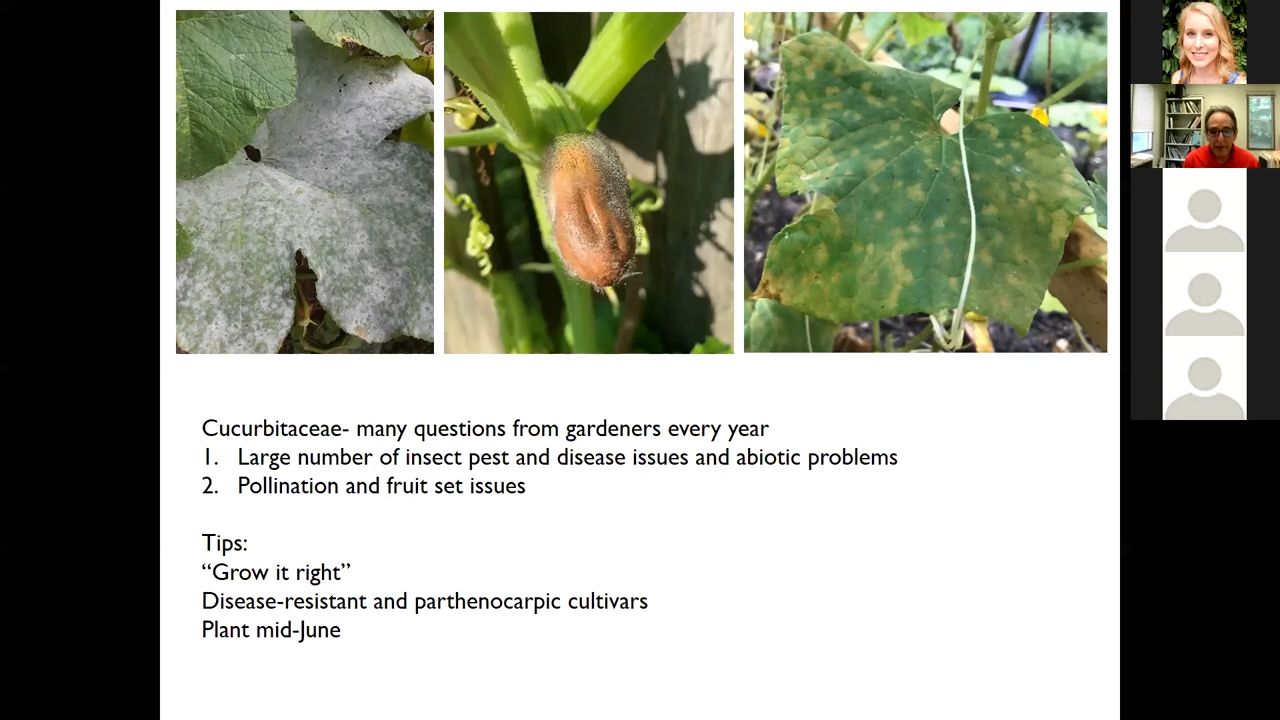 Cucurbitaceae- many questions from gardeners every year
1. Large number of insect pest and disease issues and abiotic problems
2. Pollination and fruit set issues
Tips:
“Grow it right”
Disease-resistant and parthenocarpic cultivars
Plant mid-June